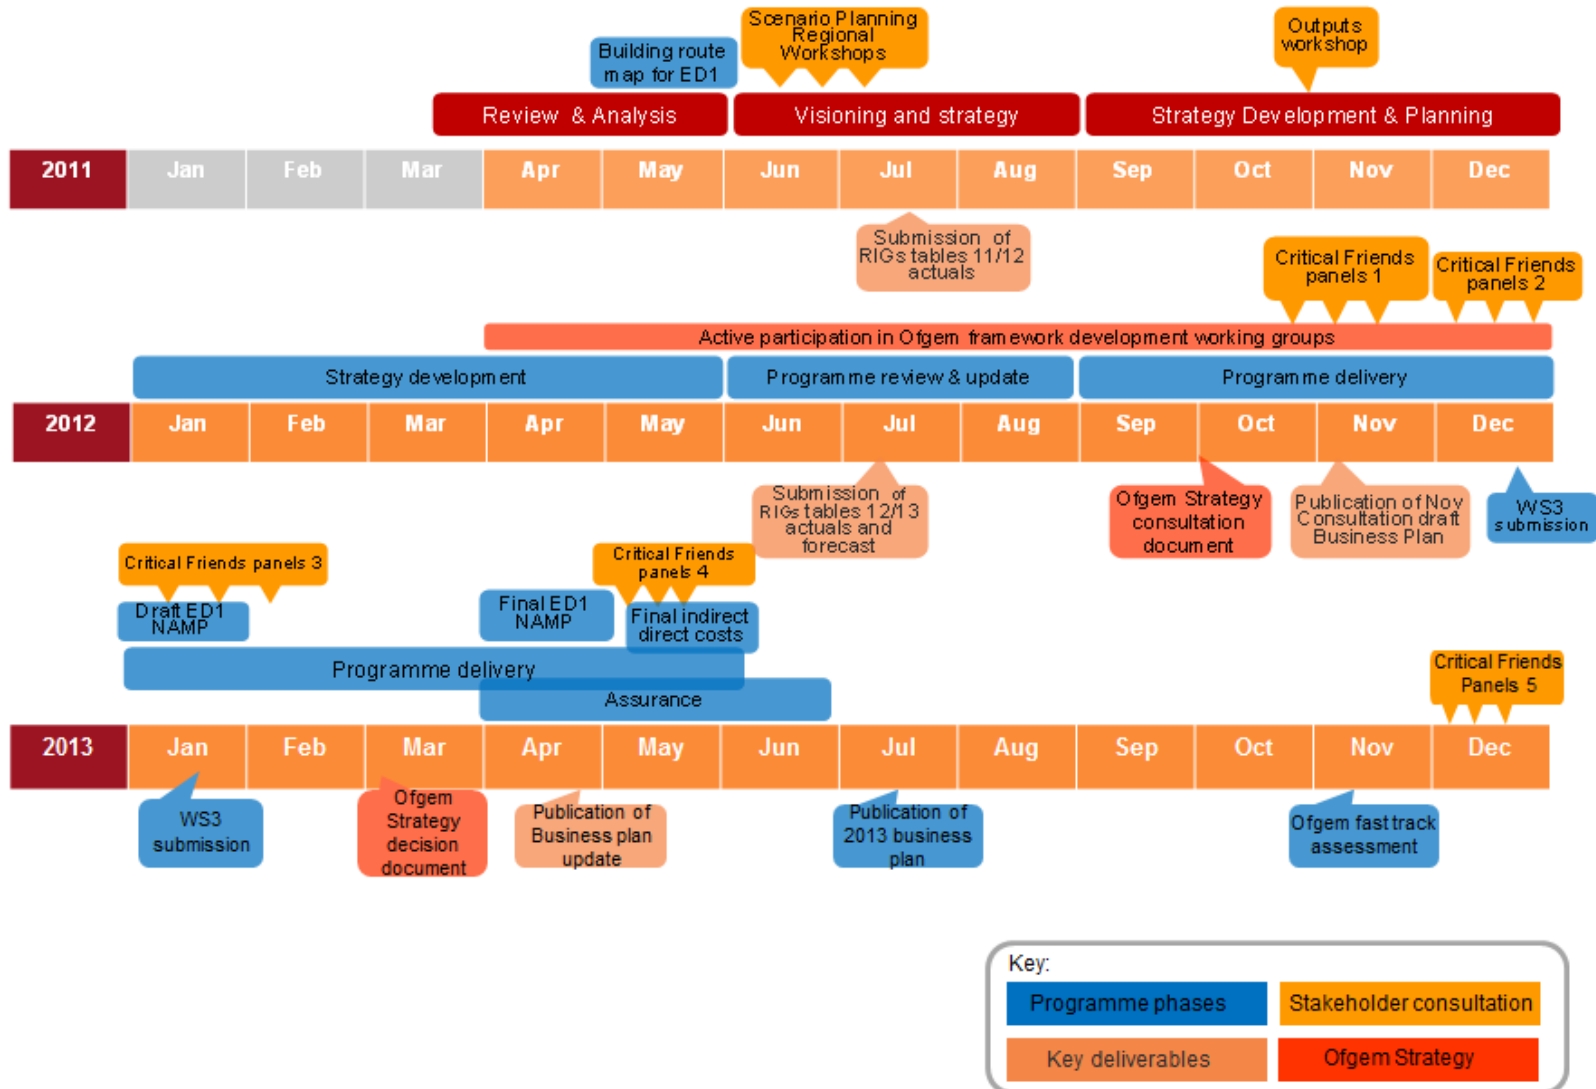 Scenario Planning
Regional
Workshops
Outputs
workshop
Building route
map for ED1
Review & Analysis
Visioning and strategy
Strategy Development & Planning
2011 Jan Feb Mar Apr May Jun Jul Aug Sep Oct Nov Dec
Submission of
RIGs tables 11/12
actuals
Critical Friends
panels 1
Critical Friends
panels 2
Active participation in Ofgem framework development working groups
Strategy development
Programme review & update
Programme delivery
2012 Jan Feb Mar Apr May Jun Jul Aug Sep Oct Nov Dec
Submission of
RIGs tables 12/13
actuals and
forecast
Ofgem Strategy
consultation
document
Publication of Nov
Consultation draft
Business Plan
WS3
submission
Critical Friends panels 3
Critical Friends
panels 4
Draft ED1
NAMP
Final ED1
NAMP
Final indirect
direct costs
Programme delivery
Assurance
Critical Friends
Panels 5
2013 Jan Feb Mar Apr May Jun Jul Aug Sep Oct Nov Dec
WS3
submission
Ofgem
Strategy
decision
document
Publication of
Business plan
update
Publication of
2013 business
plan
Ofgem fast track
assessment
Key:
Programme phases
Stakeholder consultation
Key deliverables
Ofgem Strategy